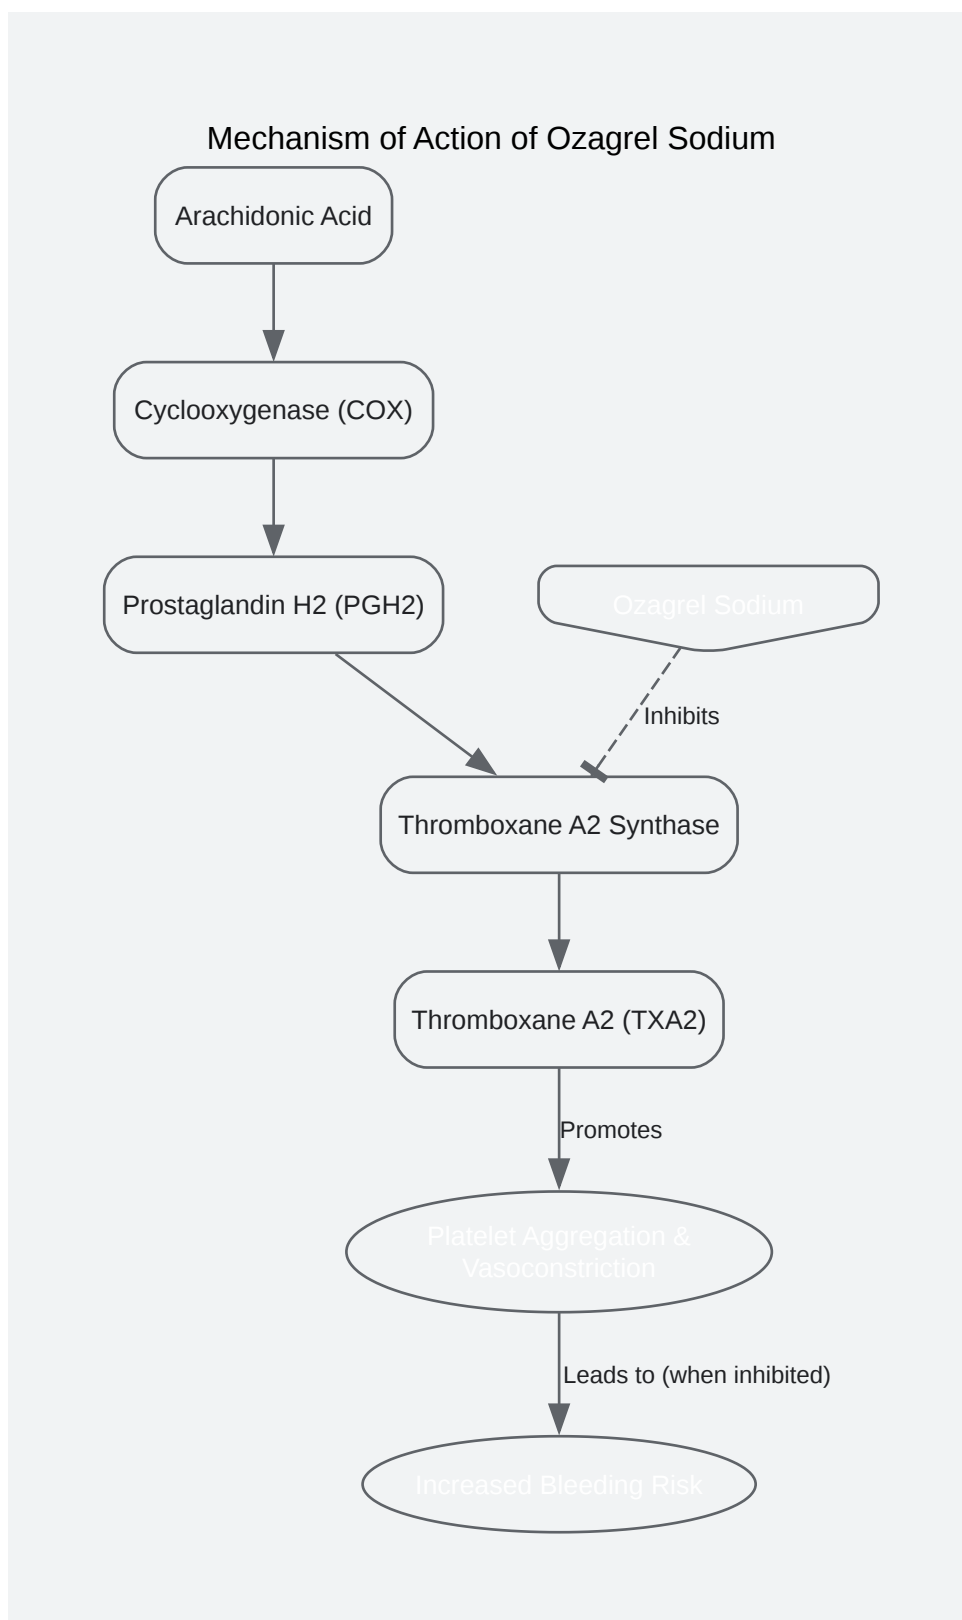 Mechanism of Action of Ozagrel Sodium
Arachidonic Acid
Cyclooxygenase (COX)
Prostaglandin H2 (PGH2)
Ozagrel Sodium
Inhibits
Thromboxane A2 Synthase
Thromboxane A2 (TXA2)
Promotes
Platelet Aggregation &
Vasoconstriction
Leads to (when inhibited)
Increased Bleeding Risk